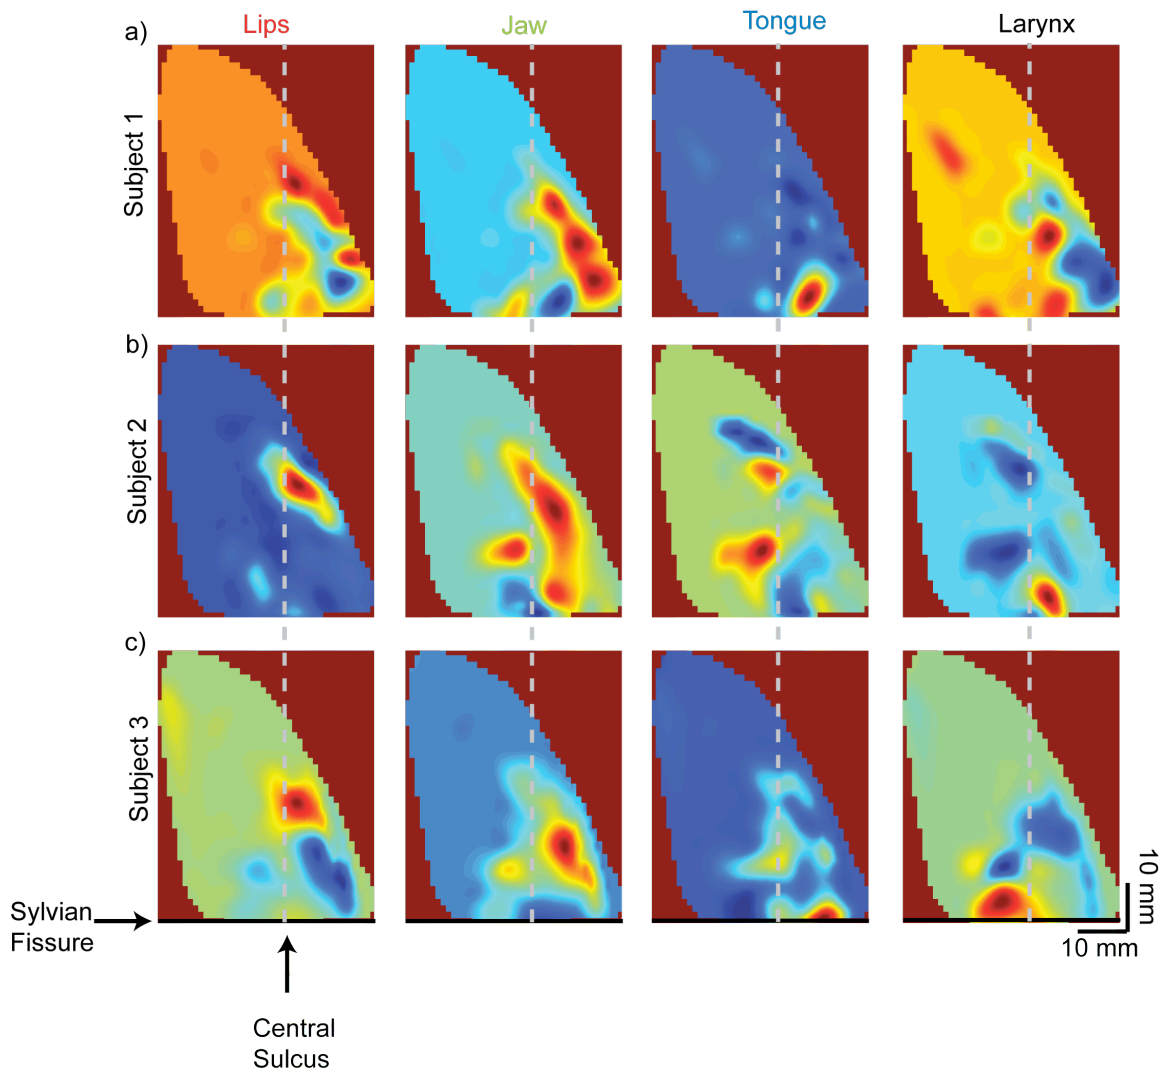 a) Lips Jaw Tongue Larynx
Subject 1
b)
Subject 2
c)
Subject 3
Sylvian
Fissure
10 mm
10 mm
Central
Sulcus